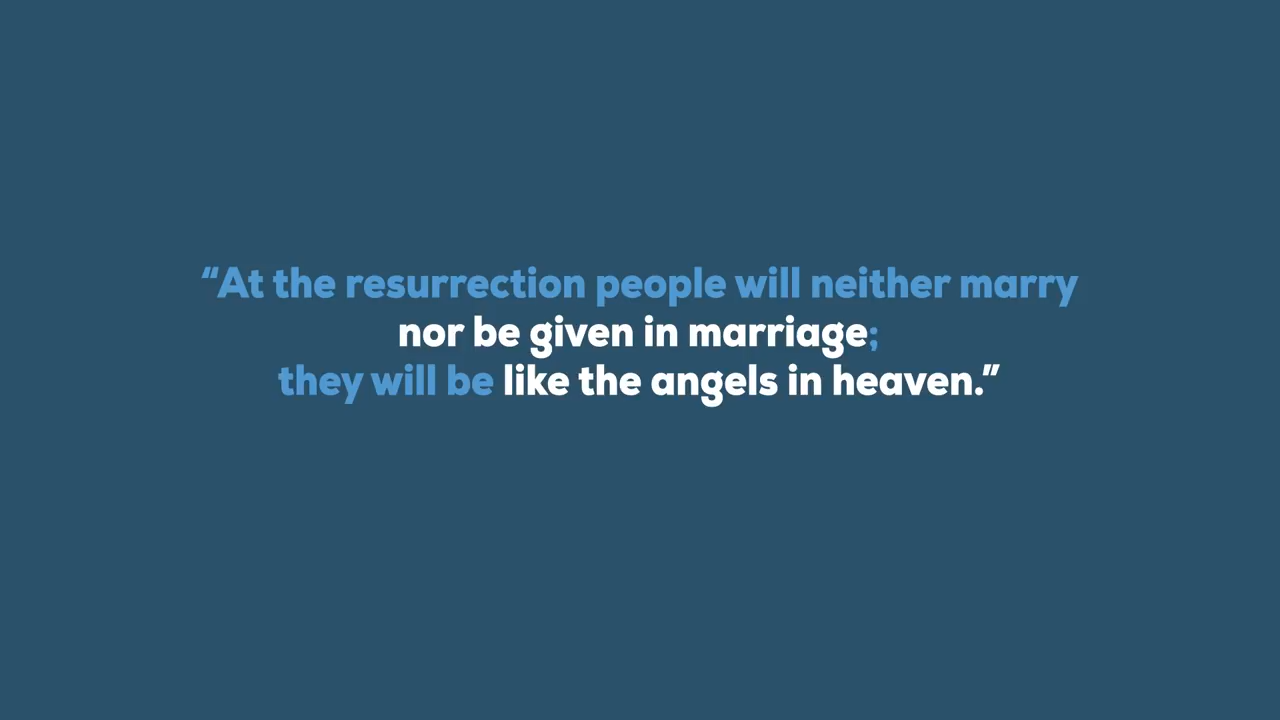 “At the resurrection people will neither marry
nor be given in marriage;
they will be like the angels in heaven.”